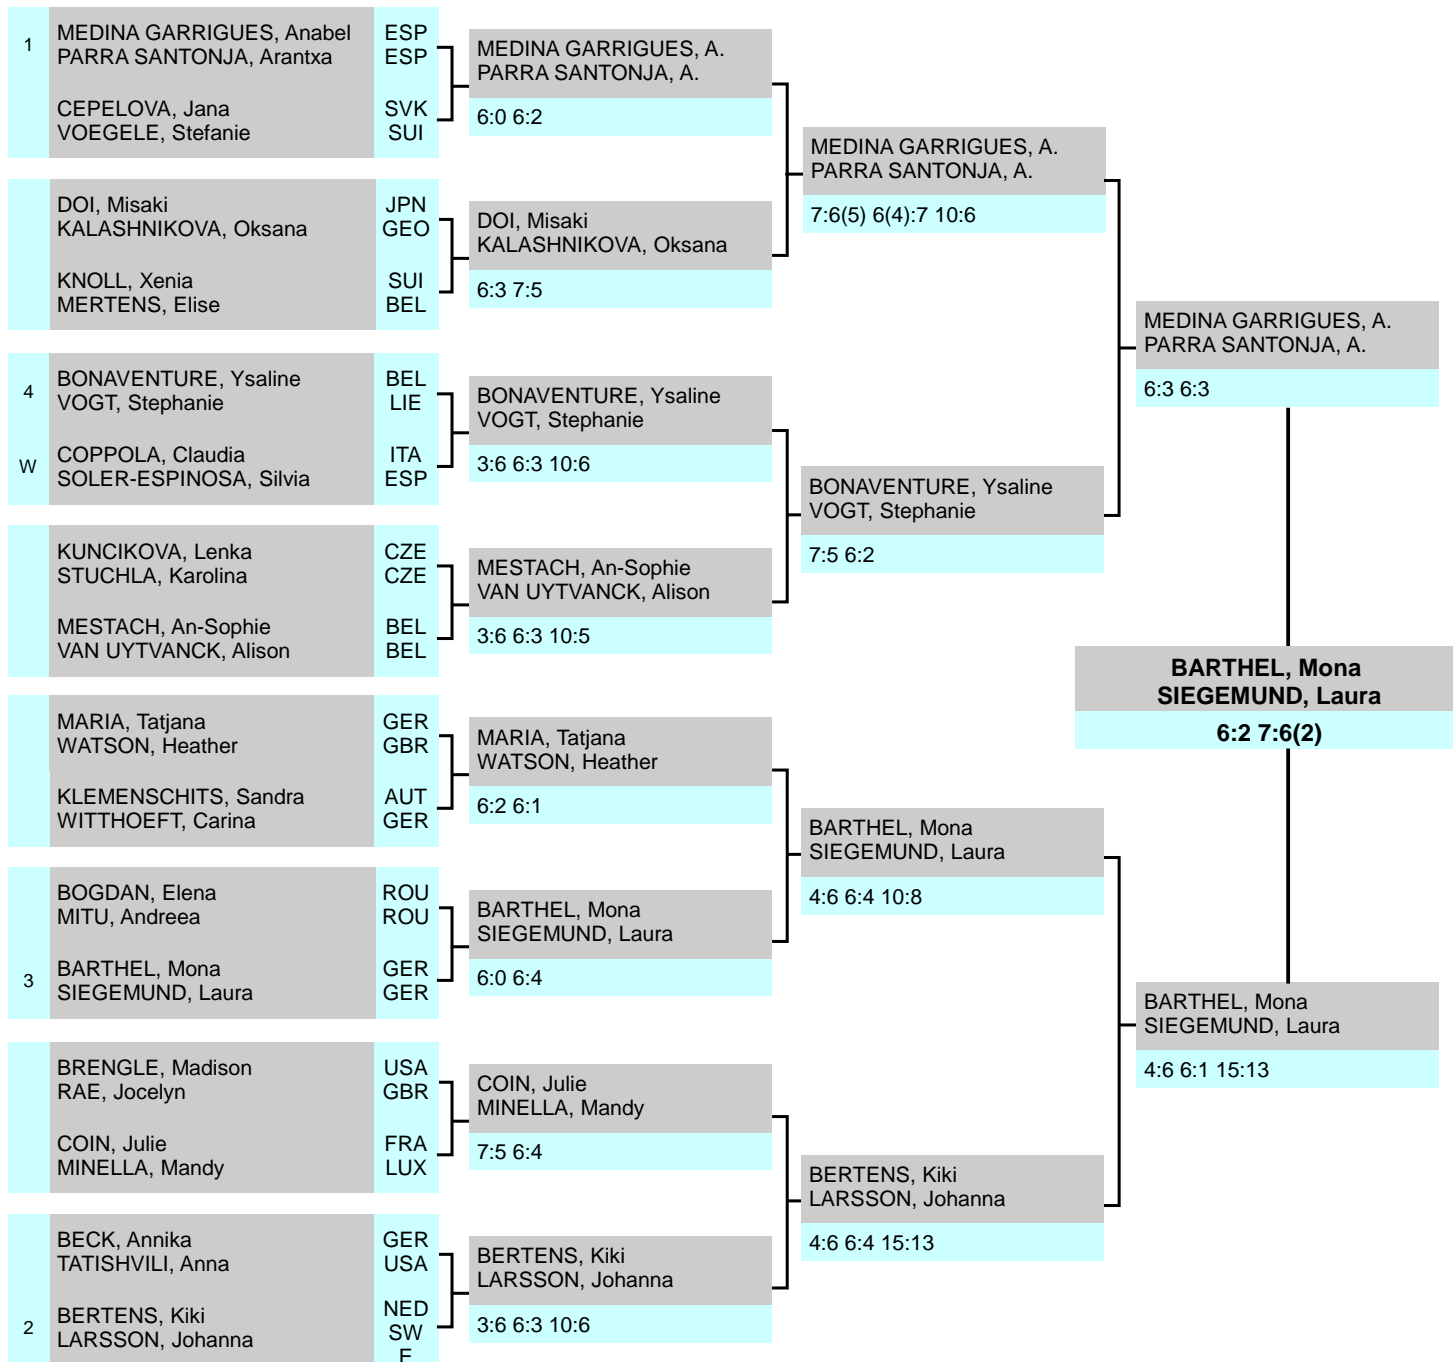 1
MEDINA GARRIGUES, Anabel
PARRA SANTONJA, Arantxa
ESP
ESP
CEPELOVA, Jana
VOEGELE, Stefanie
SVK
SUI
DOI, Misaki
KALASHNIKOVA, Oksana
JPN
GEO
KNOLL, Xenia
MERTENS, Elise
SUI
BEL
4
BONAVENTURE, Ysaline
VOGT, Stephanie
BEL
LIE
W
COPPOLA, Claudia
SOLER-ESPINOSA, Silvia
ITA
ESP
KUNCIKOVA, Lenka
STUCHLA, Karolina
CZE
CZE
MESTACH, An-Sophie
VAN UYTVANCK, Alison
BEL
BEL
MARIA, Tatjana
WATSON, Heather
GER
GBR
KLEMENSCHITS, Sandra
WITTHOEFT, Carina
AUT
GER
BOGDAN, Elena
MITU, Andreea
ROU
ROU
3
BARTHEL, Mona
SIEGEMUND, Laura
GER
GER
BRENGLE, Madison
RAE, Jocelyn
USA
GBR
COIN, Julie
MINELLA, Mandy
FRA
LUX
BECK, Annika
TATISHVILI, Anna
GER
USA
2
BERTENS, Kiki
LARSSON, Johanna
NED
SW
E
MEDINA GARRIGUES, A.
PARRA SANTONJA, A.
6:0 6:2
DOI, Misaki
KALASHNIKOVA, Oksana
6:3 7:5
BONAVENTURE, Ysaline
VOGT, Stephanie
3:6 6:3 10:6
MESTACH, An-Sophie
VAN UYTVANCK, Alison
3:6 6:3 10:5
MARIA, Tatjana
WATSON, Heather
6:2 6:1
BARTHEL, Mona
SIEGEMUND, Laura
6:0 6:4
COIN, Julie
MINELLA, Mandy
7:5 6:4
BERTENS, Kiki
LARSSON, Johanna
3:6 6:3 10:6
MEDINA GARRIGUES, A.
PARRA SANTONJA, A.
7:6(5) 6(4):7 10:6
BONAVENTURE, Ysaline
VOGT, Stephanie
7:5 6:2
BARTHEL, Mona
SIEGEMUND, Laura
4:6 6:4 10:8
BERTENS, Kiki
LARSSON, Johanna
4:6 6:4 15:13
MEDINA GARRIGUES, A.
PARRA SANTONJA, A.
6:3 6:3
BARTHEL, Mona
SIEGEMUND, Laura
4:6 6:1 15:13
BARTHEL, Mona
SIEGEMUND, Laura
6:2 7:6(2)